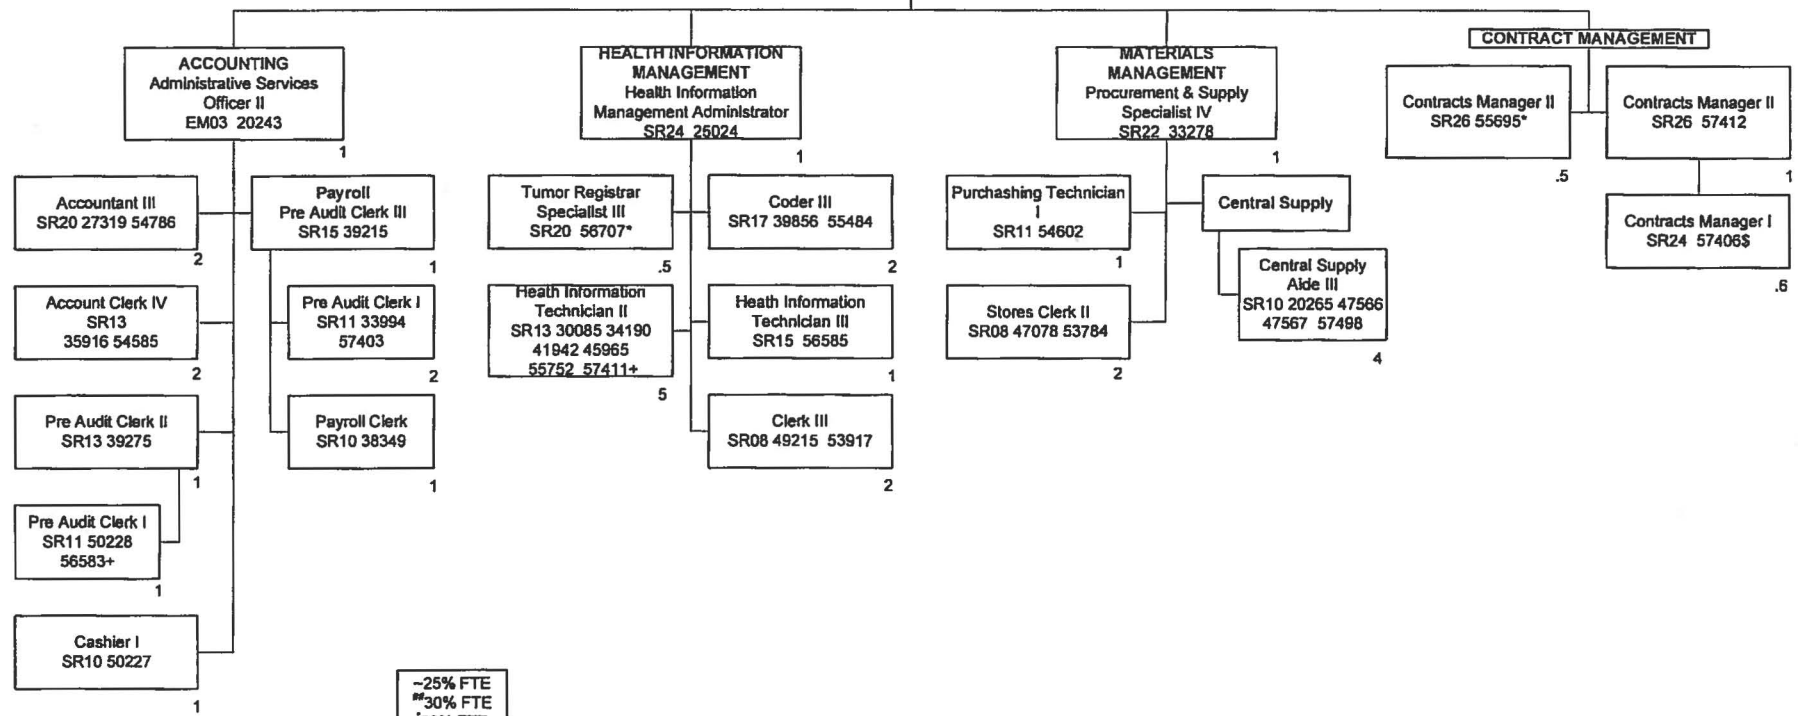 ACCOUNTING
Administrative Services
Officer II
EM03 20243
1
Accountant III
SR20 27319 54786
2
Payroll
Pre Audit Clerk III
SR15 39215
1
Account Clerk IV
SR13
35916 54585
2
Pre Audit Clerk I
SR11 33994
57403
2
Pre Audit Clerk II
SR13 39275
1
Payroll Clerk
SR10 38349
1
Pre Audit Clerk I
SR11 50228
56583+
1
Cashier I
SR10 50227
1
HEALTH INFORMATION
MANAGEMENT
Health Information
Management Administrator
SR24 25024
1
Tumor Registrar
Specialist III
SR20 56707*
.5
Coder III
SR17 39856 55484
2
Heath Information
Technician II
SR13 30085 34190
41942 45965
55752 57411+
5
Heath Information
Technician III
SR15 56585
1
Clerk III
SR08 49215 53917
2
MATERIALS
MANAGEMENT
Procurement & Supply
Specialist IV
SR22 33278
1
Purchashing Technician
I
SR11 54602
1
Central Supply
Stores Clerk II
SR08 47078 53784
2
Central Supply
Aide III
SR10 20265 47566
47567 57498
4
CONTRACT MANAGEMENT
Contracts Manager II
SR26 55695*
.5
Contracts Manager II
SR26 57412
1
Contracts Manager I
SR24 57406$
.6
~25% FTE
##30% FTE